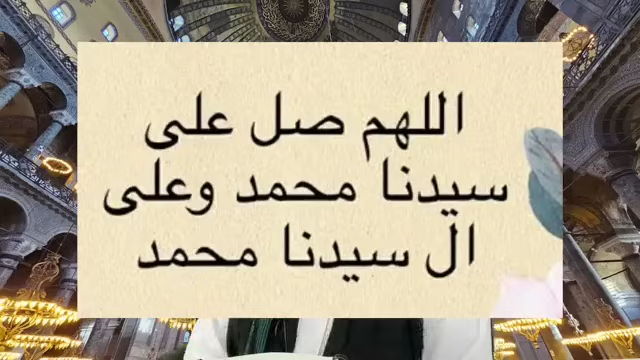 اللهم صل على
سيدنا محمد وعلى
ال سيدنا محمد